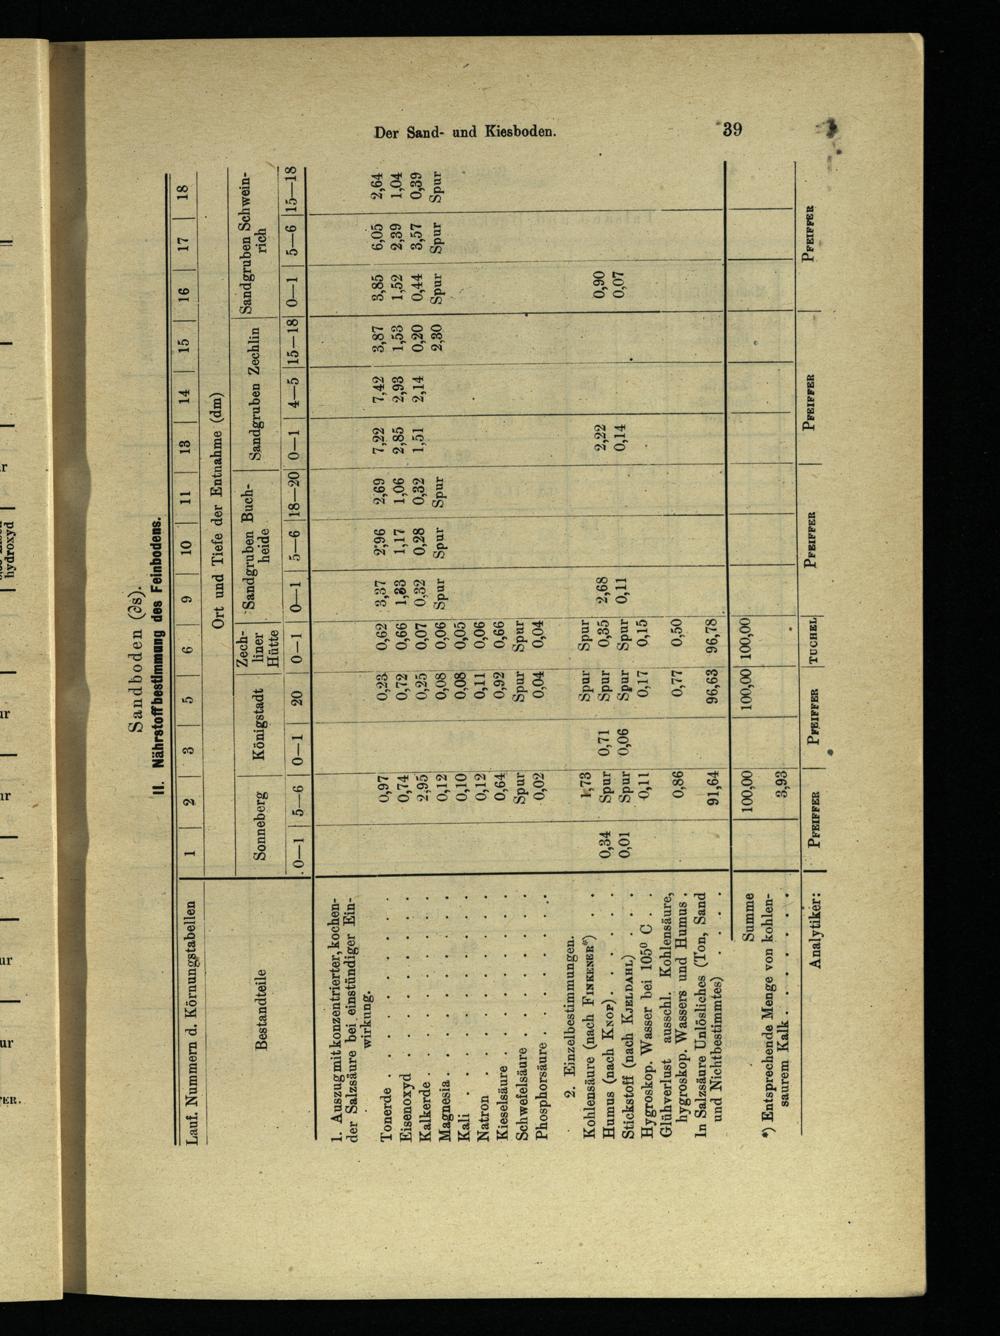 Der Sand- und Kiesboden.
39
Sandboden (∂s).
II. Nährstoffbestimmung des Feinbodens.
Lauf. Nummern d. Körnungstabellen | 1 | 2 | 3 | 5 | 6 | 9 | 10 | 11 | 13 | 14 | 15 | 16 | 17 | 18
Ort und Tiefe der Entnahme (dm)
Bestandteile | Sonneberg | Königstadt | Zech-liner Hütte | Sandgruben Buch-heide | Sandgruben Zechlin | Sandgruben Schwein-rich
0—1 | 5—6 | 0—1 | 20 | 0—1 | 0—1 | 5—6 | 18—20 | 0—1 | 4—5 | 15—18 | 0—1 | 5—6 | 15—18
1. Auszug mit konzentrierter, kochen-
der Salzsäure bei einstündiger Ein-
wirkung.
Tonerde | | 0,97 | | 0,23 | 0,62 | 3,37 | 2,96 | 2,69 | 7,22 | 7,42 | 3,87 | 3,85 | 6,05 | 2,64
Eisenoxyd | | 0,74 | | 0,72 | 0,66 | 1,33 | 1,17 | 1,06 | 2,85 | 2,93 | 1,53 | 1,52 | 2,39 | 1,04
Kalkerde | | 2,95 | | 0,25 | 0,07 | 0,32 | 0,28 | 0,32 | 1,51 | 2,14 | 0,20 | 0,44 | 3,57 | 0,39
Magnesia | | 0,12 | | 0,08 | 0,06 | Spur | Spur | Spur | | | 2,30 | Spur | Spur | Spur
Kali | | 0,10 | | 0,08 | 0,05
Natron | | 0,12 | | 0,11 | 0,06
Kieselsäure | | 0,64 | | 0,92 | 0,66
Schwefelsäure | | Spur | | Spur | Spur
Phosphorsäure | | 0,02 | | 0,04 | 0,04
2. Einzelbestimmungen.
Kohlensäure (nach FINKENER*) | | 1,73 | | Spur | Spur
Humus (nach KNOP) | 0,34 | Spur | 0,71 | Spur | 0,35 | 2,68 | | | 2,22 | | | 0,90
Stickstoff (nach KJELDAHL) | 0,01 | Spur | 0,06 | Spur | Spur | 0,11 | | | 0,14 | | | 0,07
Hygroskop. Wasser bei 105° C | | 0,11 | | 0,17 | 0,15
Glühverlust ausschl. Kohlensäure,
hygroskop. Wassers und Humus | | 0,86 | | 0,77 | 0,50
In Salzsäure Unlösliches (Ton, Sand
und Nichtbestimmtes) | | 91,64 | | 96,63 | 96,78
Summe | | 100,00 | | 100,00 | 100,00
*) Entsprechende Menge von kohlen-
saurem Kalk | | 3,93
Analytiker: | PFEIFFER | PFEIFFER | TUCHEL | PFEIFFER | PFEIFFER | PFEIFFER
hydroxyd